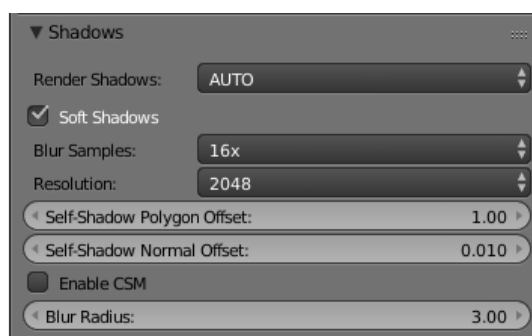 Shadows
Render Shadows: AUTO
Soft Shadows
Blur Samples: 16x
Resolution: 2048
Self-Shadow Polygon Offset: 1.00
Self-Shadow Normal Offset: 0.010
Enable CSM
Blur Radius: 3.00